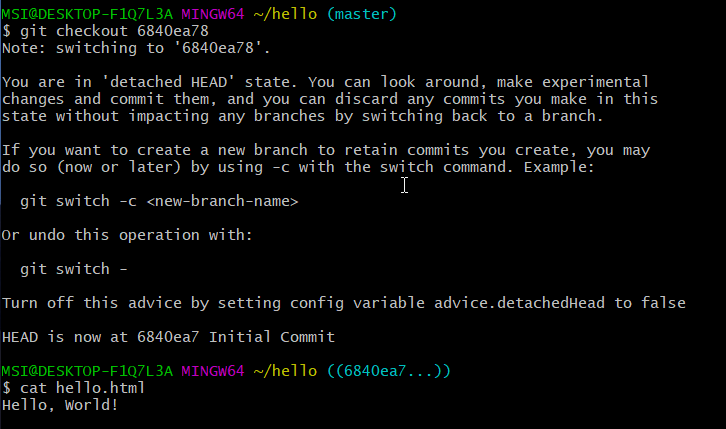 MSI@DESKTOP-F1Q7L3A MINGW64 ~/hello (master)
$ git checkout 6840ea78
Note: switching to '6840ea78'.
You are in 'detached HEAD' state. You can look around, make experimental
changes and commit them, and you can discard any commits you make in this
state without impacting any branches by switching back to a branch.
If you want to create a new branch to retain commits you create, you may
do so (now or later) by using -c with the switch command. Example:
git switch -c <new-branch-name>
Or undo this operation with:
git switch -
Turn off this advice by setting config variable advice.detachedHead to false
HEAD is now at 6840ea7 Initial Commit
MSI@DESKTOP-F1Q7L3A MINGW64 ~/hello ((6840ea7...))
$ cat hello.html
Hello, World!